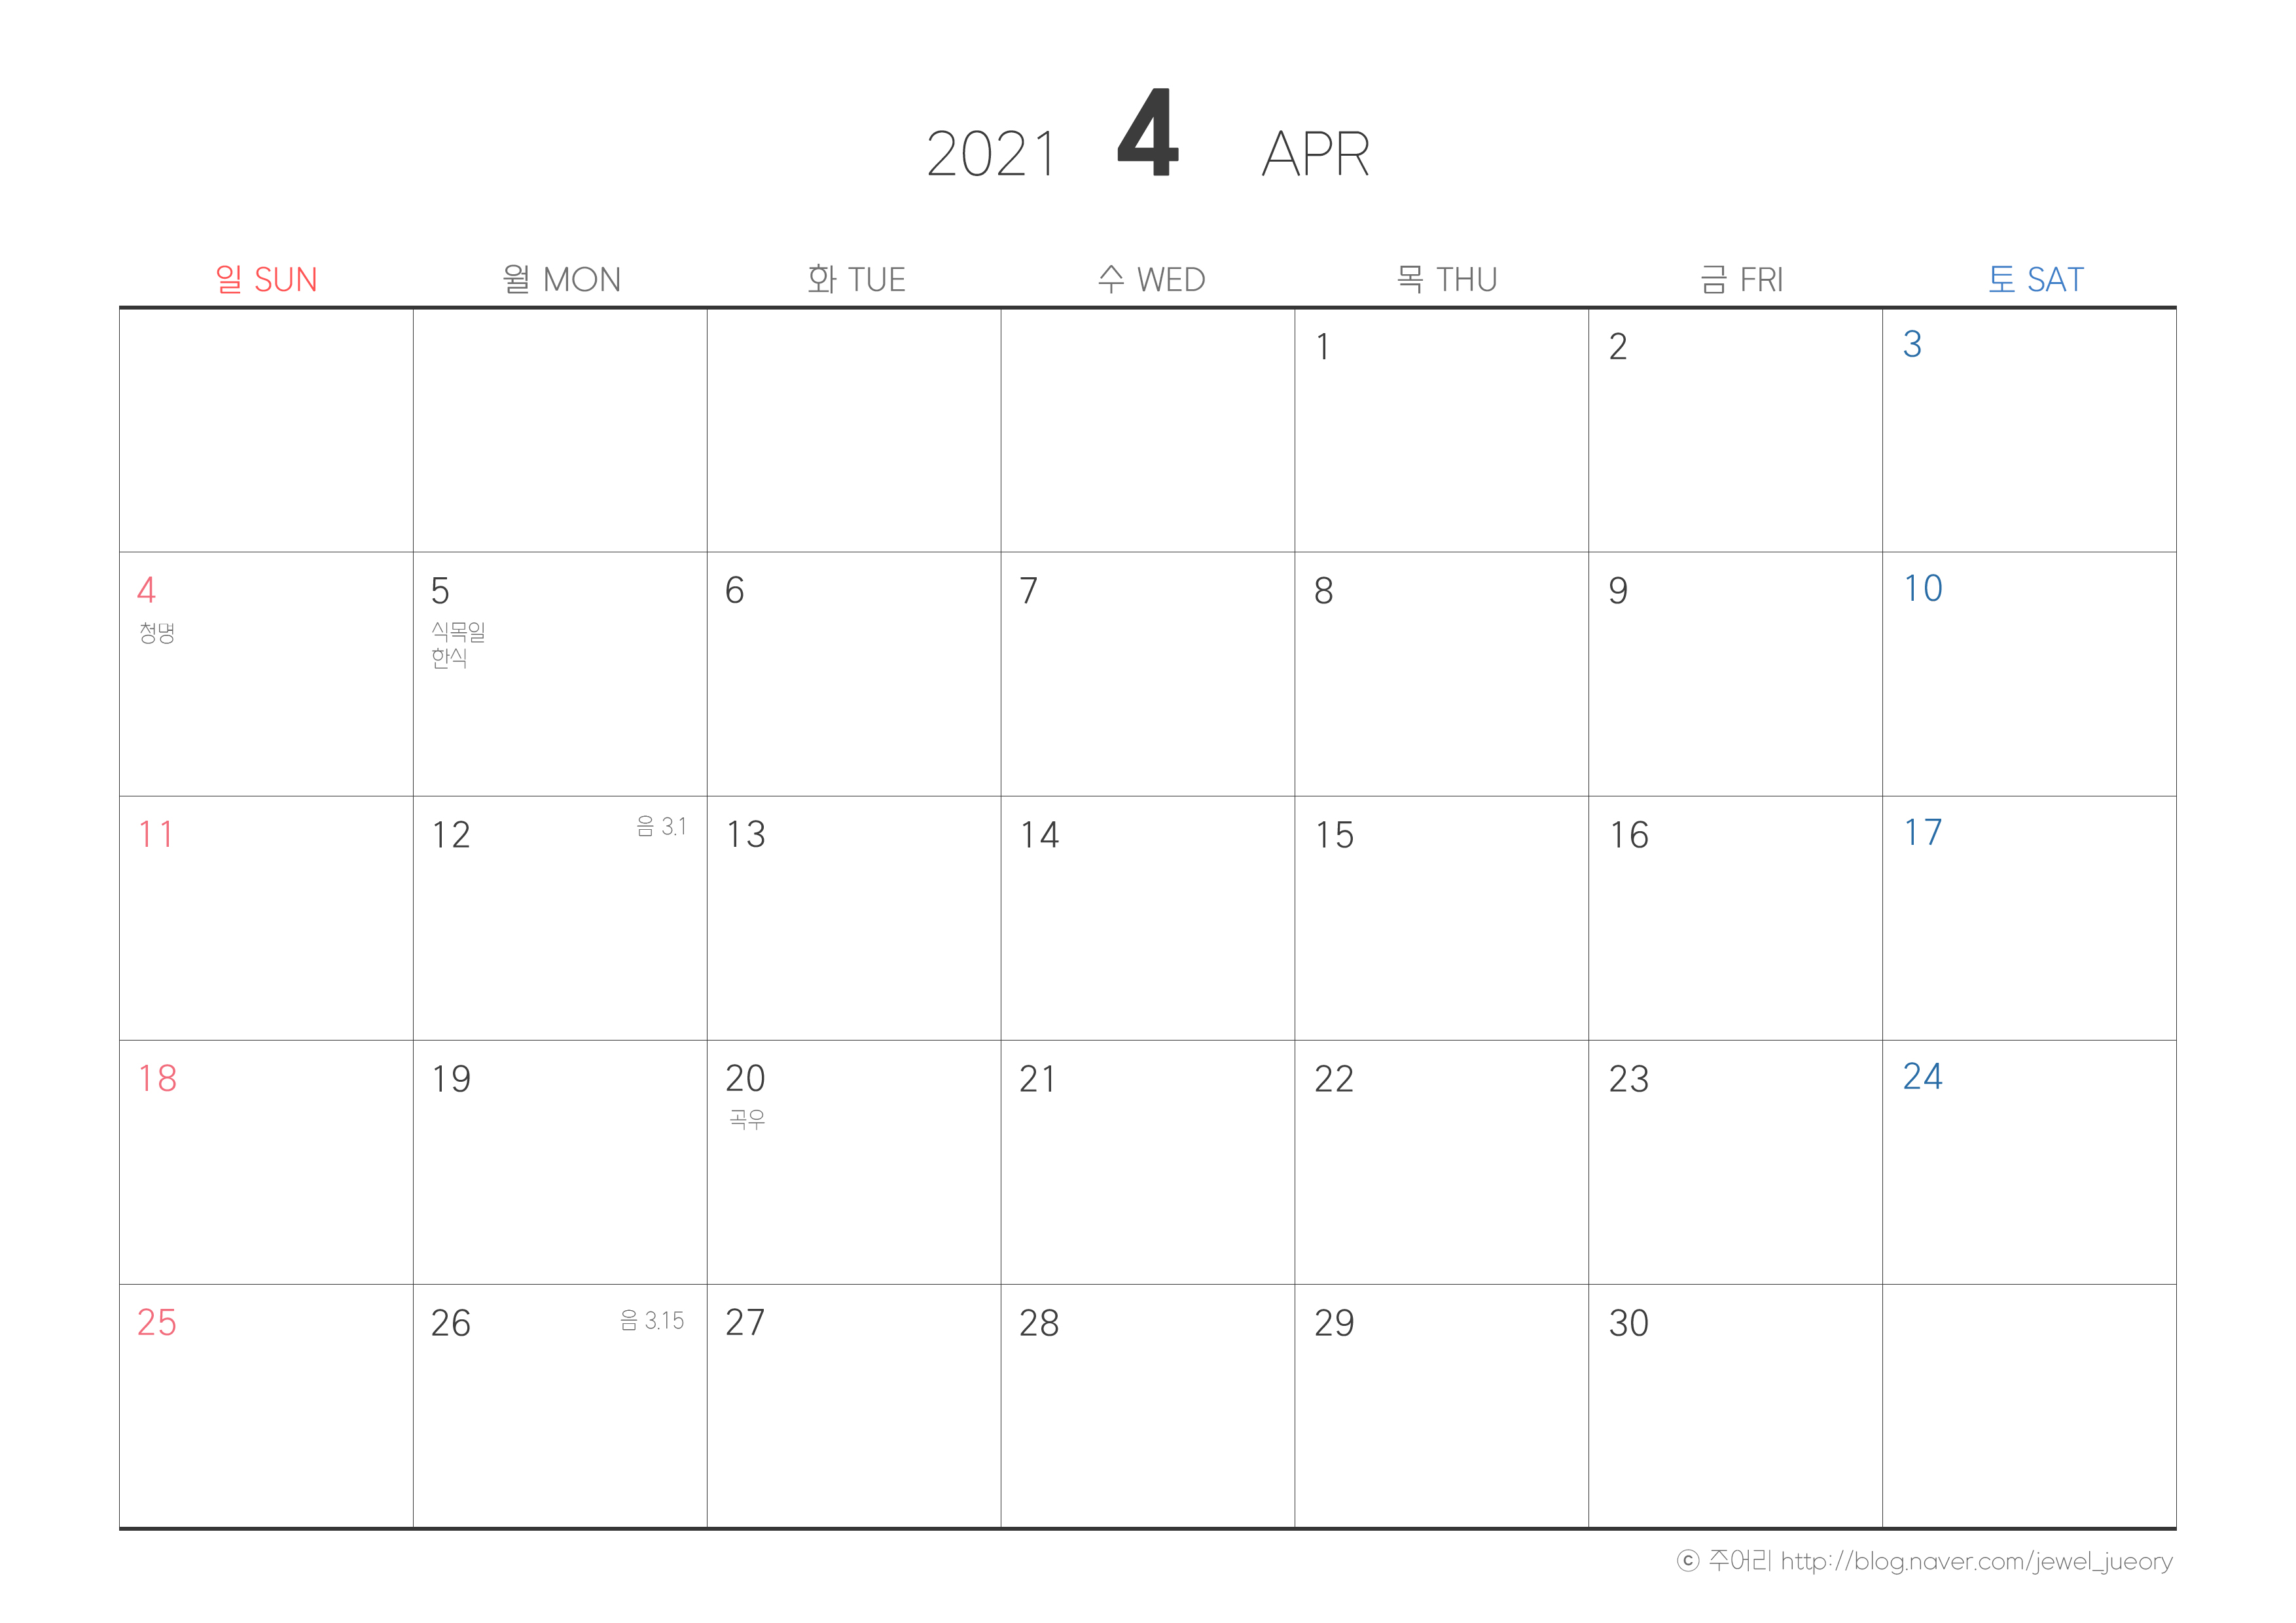 2021 4 APR
일 SUN 월 MON 화 TUE 수 WED 목 THU 금 FRI 토 SAT
1 2 3
4 5 6 7 8 9 10
청명 식목일
한식
11 12 음 3.1 13 14 15 16 17
18 19 20 21 22 23 24
곡우
25 26 음 3.15 27 28 29 30
ⓒ 주어리 http://blog.naver.com/jewel_jueory